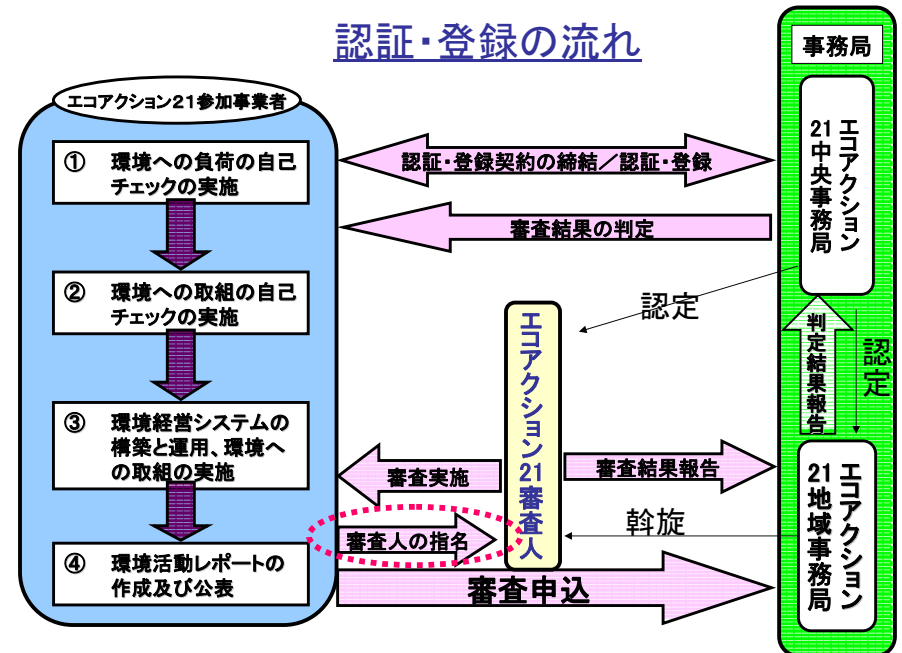 認証・登録の流れ
エコアクション21参加事業者
① 環境への負荷の自己
チェックの実施
② 環境への取組の自己
チェックの実施
③ 環境経営システムの
構築と運用、環境へ
の取組の実施
④ 環境活動レポートの
作成及び公表
認証・登録契約の締結／認証・登録
審査結果の判定
認定
エコアクション21審査人
審査実施
審査結果報告
審査人の指名
斡旋
審査申込
事務局
エコアクション
21中央事務局
判定結果報告
認定
エコアクション
21地域事務局